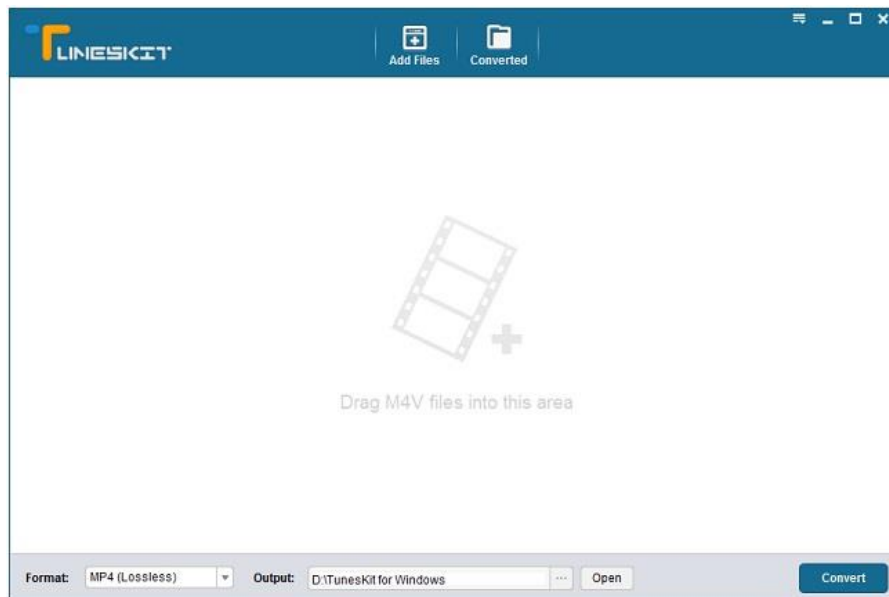 TUNESKIT
Add Files
Converted
Drag M4V files into this area
Format:
MP4 (Lossless)
Output:
D:\TunesKit for Windows
...
Open
Convert